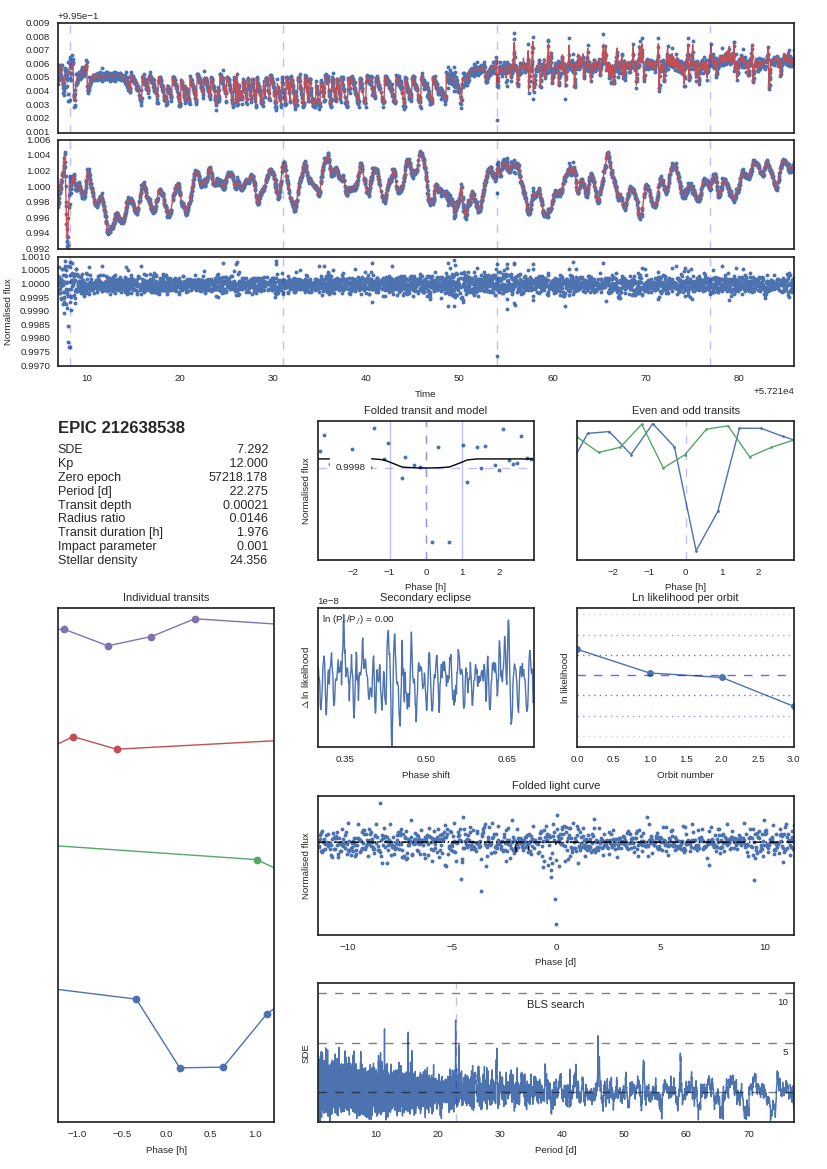 +9.95e−1
0.009
0.008
0.007
0.006
0.005
0.004
0.003
0.002
0.001
1.006
1.004
1.002
1.000
0.998
0.996
0.994
0.992
1.0010
1.0005
1.0000
0.9995
0.9990
0.9985
0.9980
0.9975
0.9970
Normalised flux
10 20 30 40 50 60 70 80
Time
+5.721e4
EPIC 212638538
SDE 7.292
Kp 12.000
Zero epoch 57218.178
Period [d] 22.275
Transit depth 0.00021
Radius ratio 0.0146
Transit duration [h] 1.976
Impact parameter 0.001
Stellar density 24.356
Folded transit and model
Normalised flux
0.9998
−2 −1 0 1 2
Phase [h]
Even and odd transits
−2 −1 0 1 2
Phase [h]
Individual transits
−1.0 −0.5 0.0 0.5 1.0
Phase [h]
Secondary eclipse
1e−8
Δ ln likelihood
0.35 0.50 0.65
Phase shift
Ln likelihood per orbit
ln likelihood
0.0 0.5 1.0 1.5 2.0 2.5 3.0
Orbit number
Folded light curve
Normalised flux
−10 −5 0 5 10
Phase [d]
BLS search
10
5
SDE
10 20 30 40 50 60 70
Period [d]